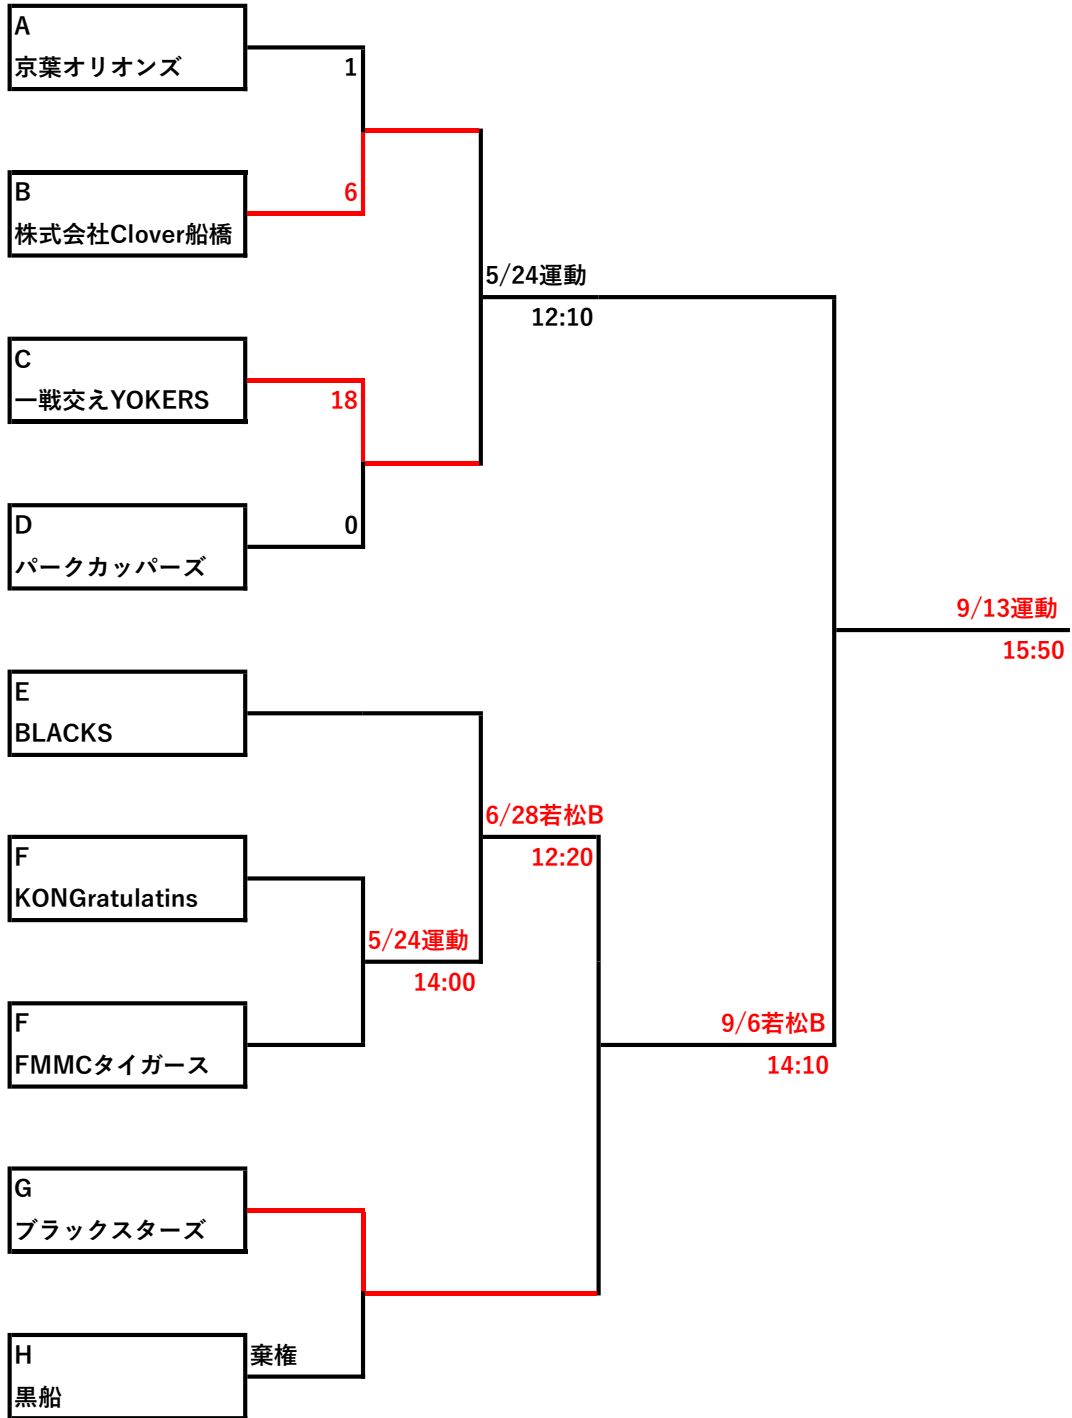 A
京葉オリオンズ
1
B
株式会社Clover船橋
6
5/24運動
12:10
C
一戦交えYOKERS
18
D
パークカッパーズ
0
9/13運動
15:50
E
BLACKS
6/28若松B
12:20
F
KONGratulatins
5/24運動
14:00
F
FMMCタイガース
9/6若松B
14:10
G
ブラックスターズ
H
棄権
黒船